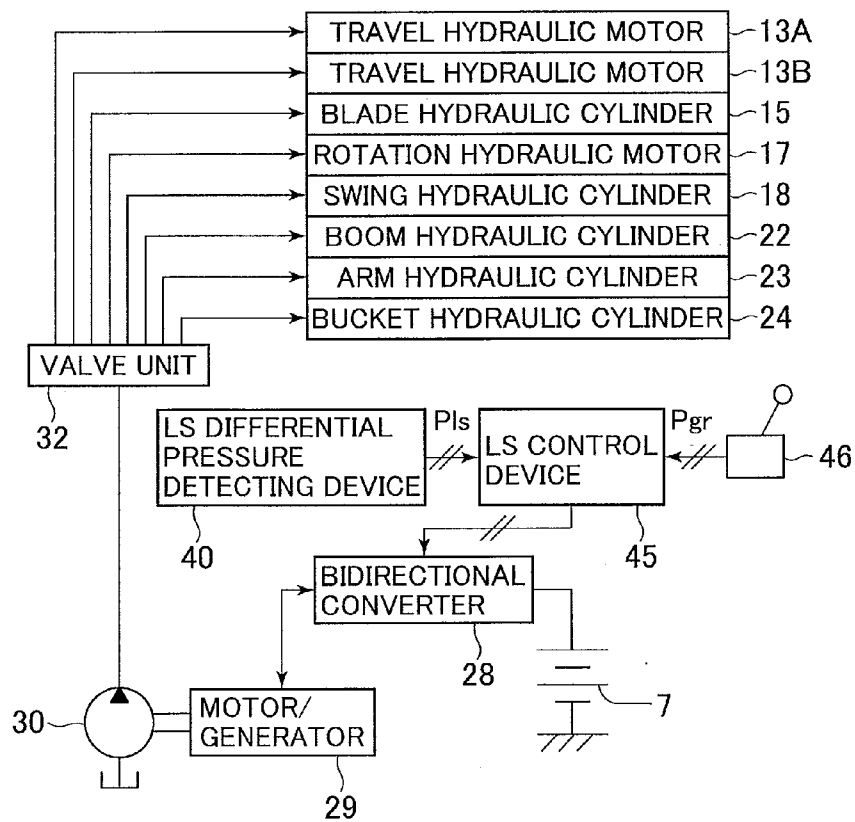 TRAVEL HYDRAULIC MOTOR 13A
TRAVEL HYDRAULIC MOTOR 13B
BLADE HYDRAULIC CYLINDER 15
ROTATION HYDRAULIC MOTOR 17
SWING HYDRAULIC CYLINDER 18
BOOM HYDRAULIC CYLINDER 22
ARM HYDRAULIC CYLINDER 23
BUCKET HYDRAULIC CYLINDER 24
VALVE UNIT
32
LS DIFFERENTIAL
PRESSURE
DETECTING DEVICE
40
Pls
LS CONTROL
DEVICE
45
Pgr
46
BIDIRECTIONAL
CONVERTER
28
7
30
MOTOR/
GENERATOR
29